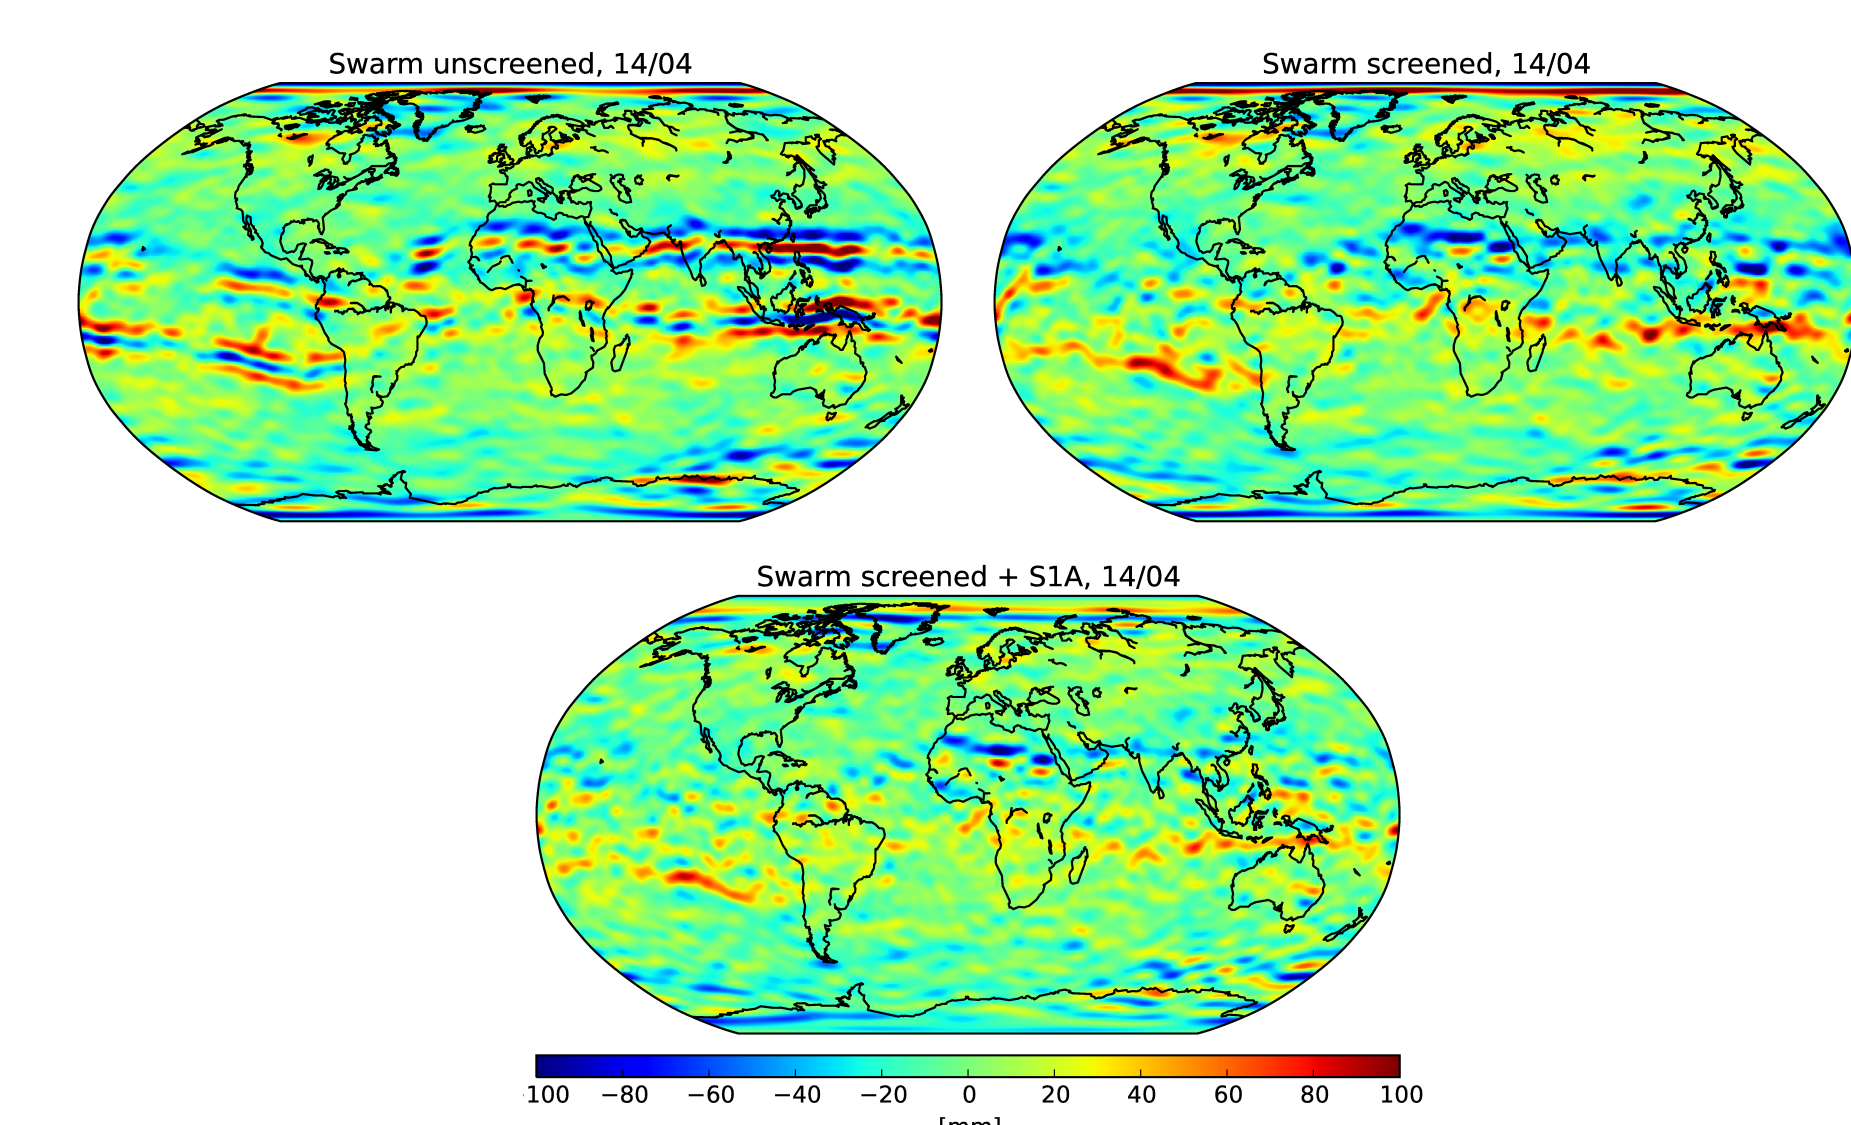 Swarm unscreened, 14/04
Swarm screened, 14/04
Swarm screened + S1A, 14/04
100 −80 −60 −40 −20 0 20 40 60 80 100
[mm]